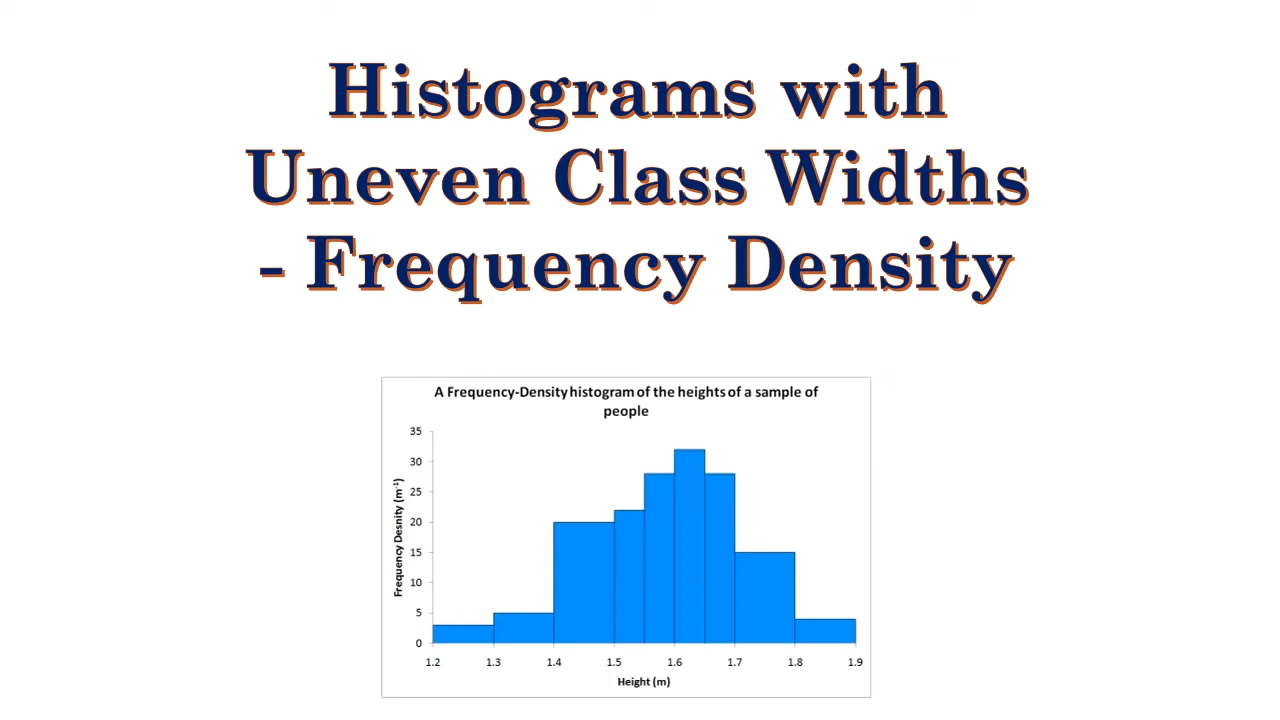 Histograms with
Uneven Class Widths
- Frequency Density
A Frequency-Density histogram of the heights of a sample of
people
Frequency Desnity (m⁻¹)
35
30
25
20
15
10
5
0
1.2 1.3 1.4 1.5 1.6 1.7 1.8 1.9
Height (m)